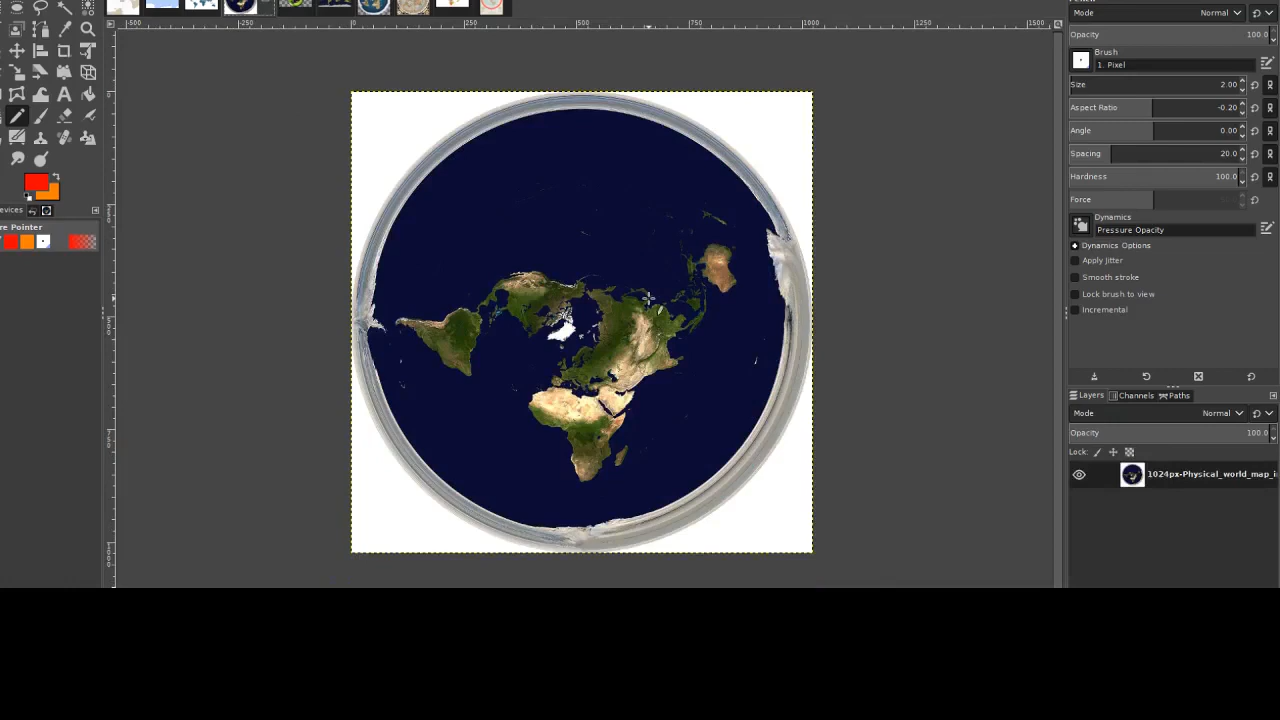 -500
-250
0
250
500
750
1000
1250
1500
Mode
Normal
Opacity
100.0
Brush
1. Pixel
Size
2.00
Aspect Ratio
-0.20
Angle
0.00
Spacing
20.0
Hardness
100.0
Force
Dynamics
Pressure Opacity
Dynamics Options
Apply Jitter
Smooth stroke
Lock brush to view
Incremental
evices
re Pointer
Layers
Channels
Paths
Mode
Normal
Opacity
100.0
Lock:
1024px-Physical_world_map_i